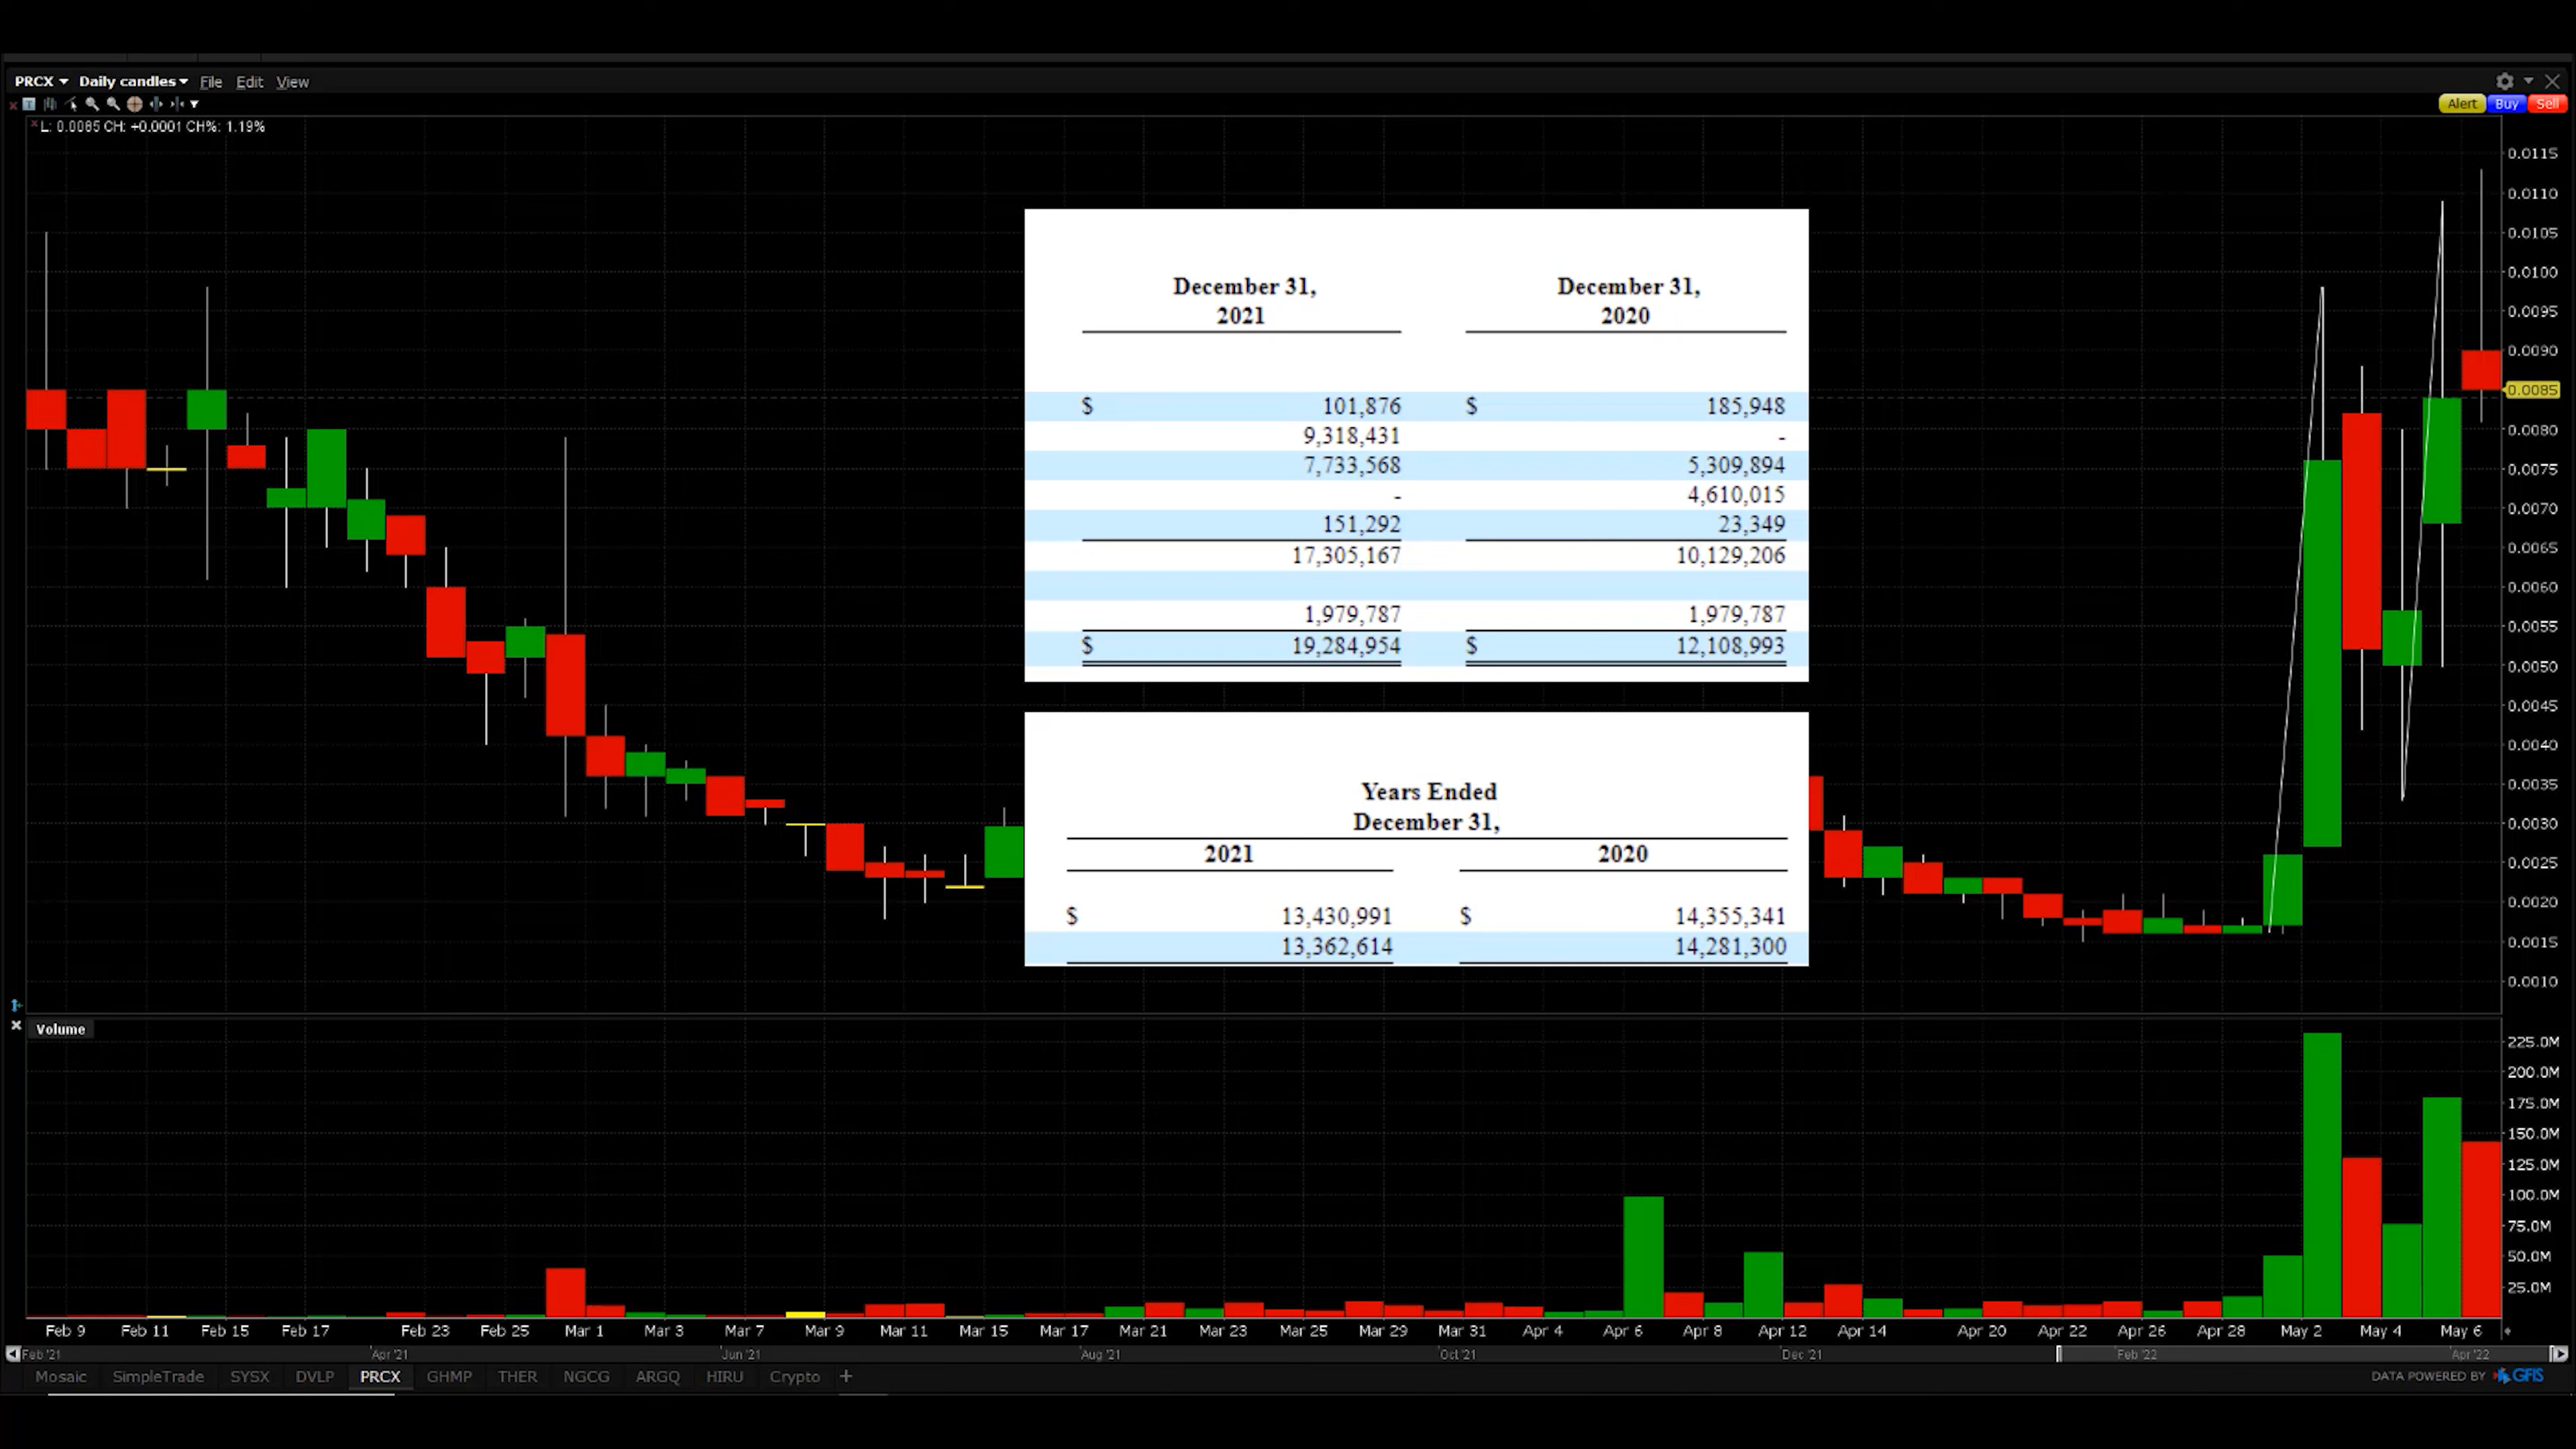 PRCX Daily candles File Edit View
Alert Buy Sell
L: 0.0085 CH: +0.0001 CH%: 1.19%
December 31, December 31,
2021 2020
$ 101,876 $ 185,948
9,318,431 -
7,733,568 5,309,894
- 4,610,015
151,292 23,349
17,305,167 10,129,206
1,979,787 1,979,787
$ 19,284,954 $ 12,108,993
Years Ended
December 31,
2021 2020
$ 13,430,991 $ 14,355,341
13,362,614 14,281,300
0.0115
0.0110
0.0105
0.0100
0.0095
0.0090
0.0085
0.0080
0.0075
0.0070
0.0065
0.0060
0.0055
0.0050
0.0045
0.0040
0.0035
0.0030
0.0025
0.0020
0.0015
0.0010
Volume
225.0M
200.0M
175.0M
150.0M
125.0M
100.0M
75.0M
50.0M
25.0M
Feb 9 Feb 11 Feb 15 Feb 17 Feb 23 Feb 25 Mar 1 Mar 3 Mar 7 Mar 9 Mar 11 Mar 15 Mar 17 Mar 21 Mar 23 Mar 25 Mar 29 Mar 31 Apr 4 Apr 6 Apr 8 Apr 12 Apr 14 Apr 20 Apr 22 Apr 26 Apr 28 May 2 May 4 May 6
Feb '21 Apr '21 Jun '21 Aug '21 Oct '21 Dec '21 Feb '22 Apr '22
Mosaic SimpleTrade SYSX DVLP PRCX GHMP THER NGCG ARGQ HIRU Crypto + DATA POWERED BY GFIS